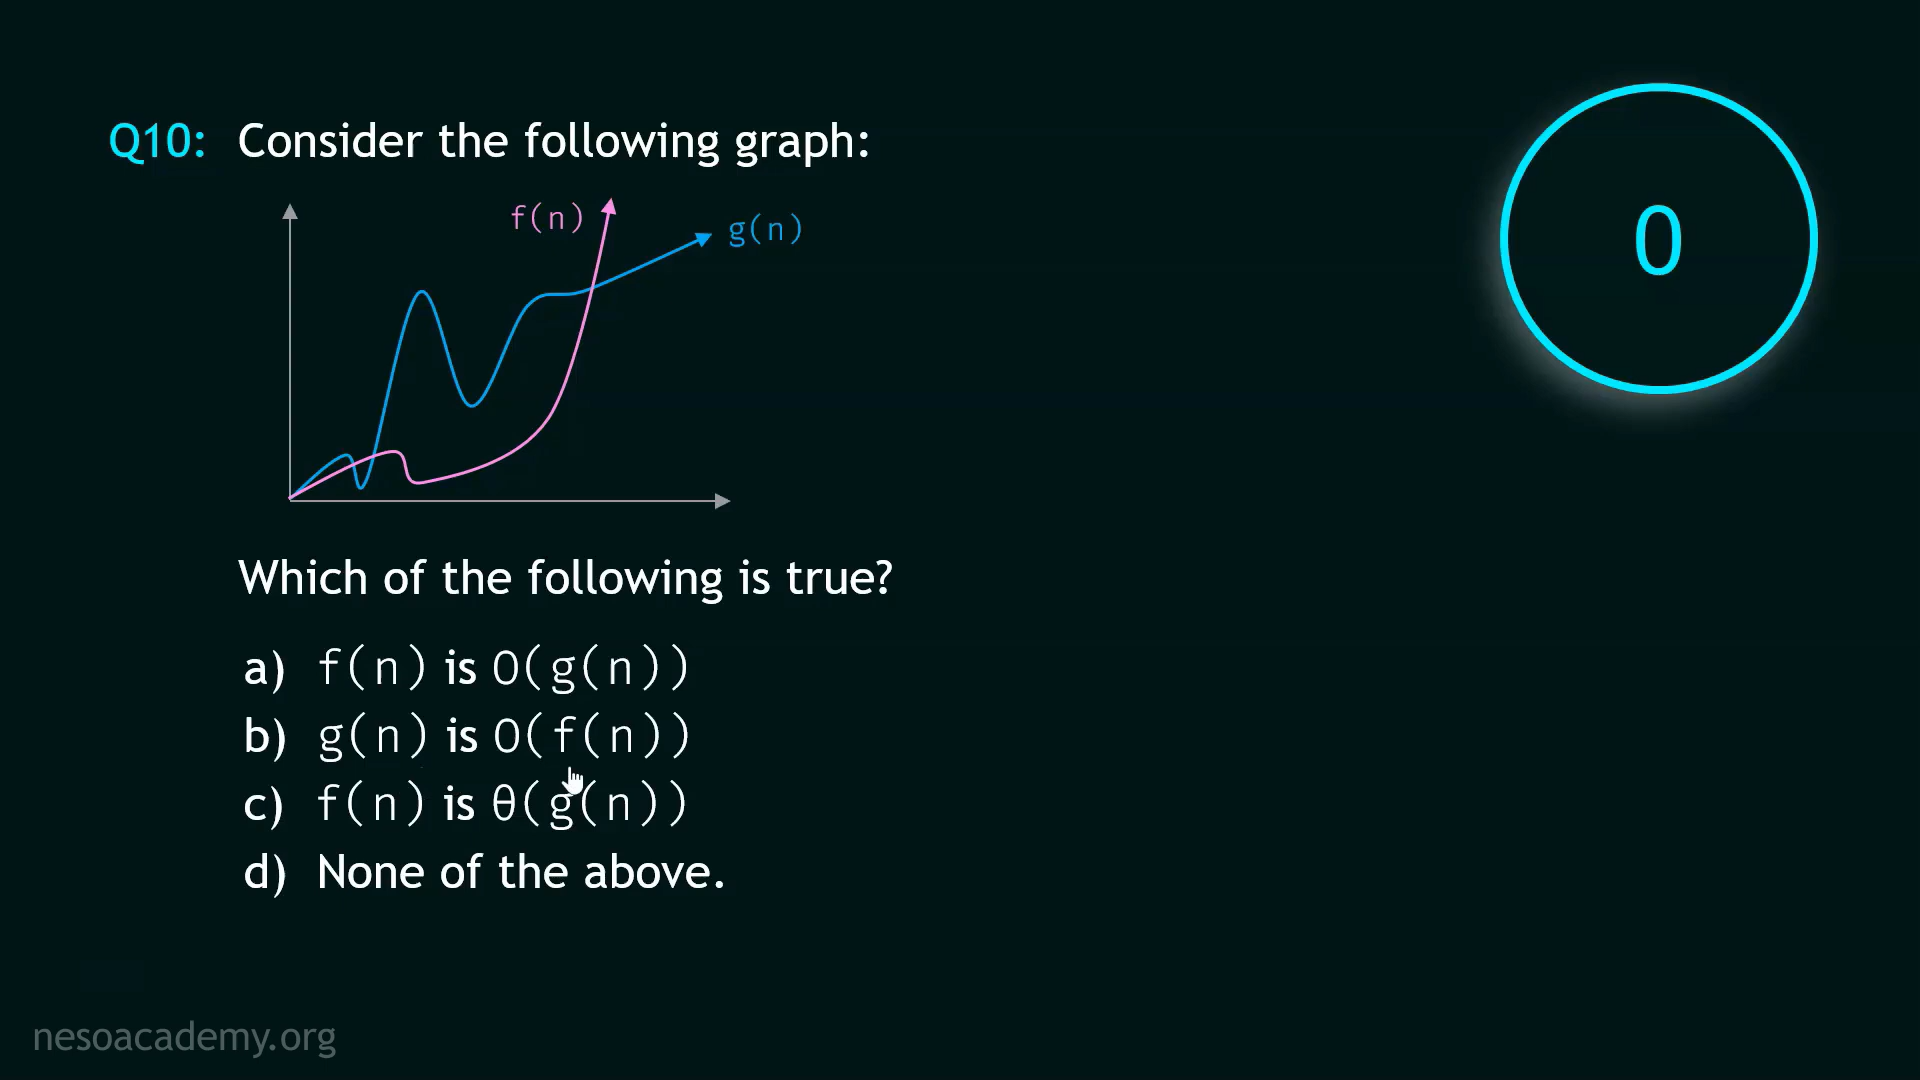 Q10: Consider the following graph:
f(n)
g(n)
0
Which of the following is true?
a) f(n) is O(g(n))
b) g(n) is O(f(n))
c) f(n) is θ(g(n))
d) None of the above.
nesoacademy.org